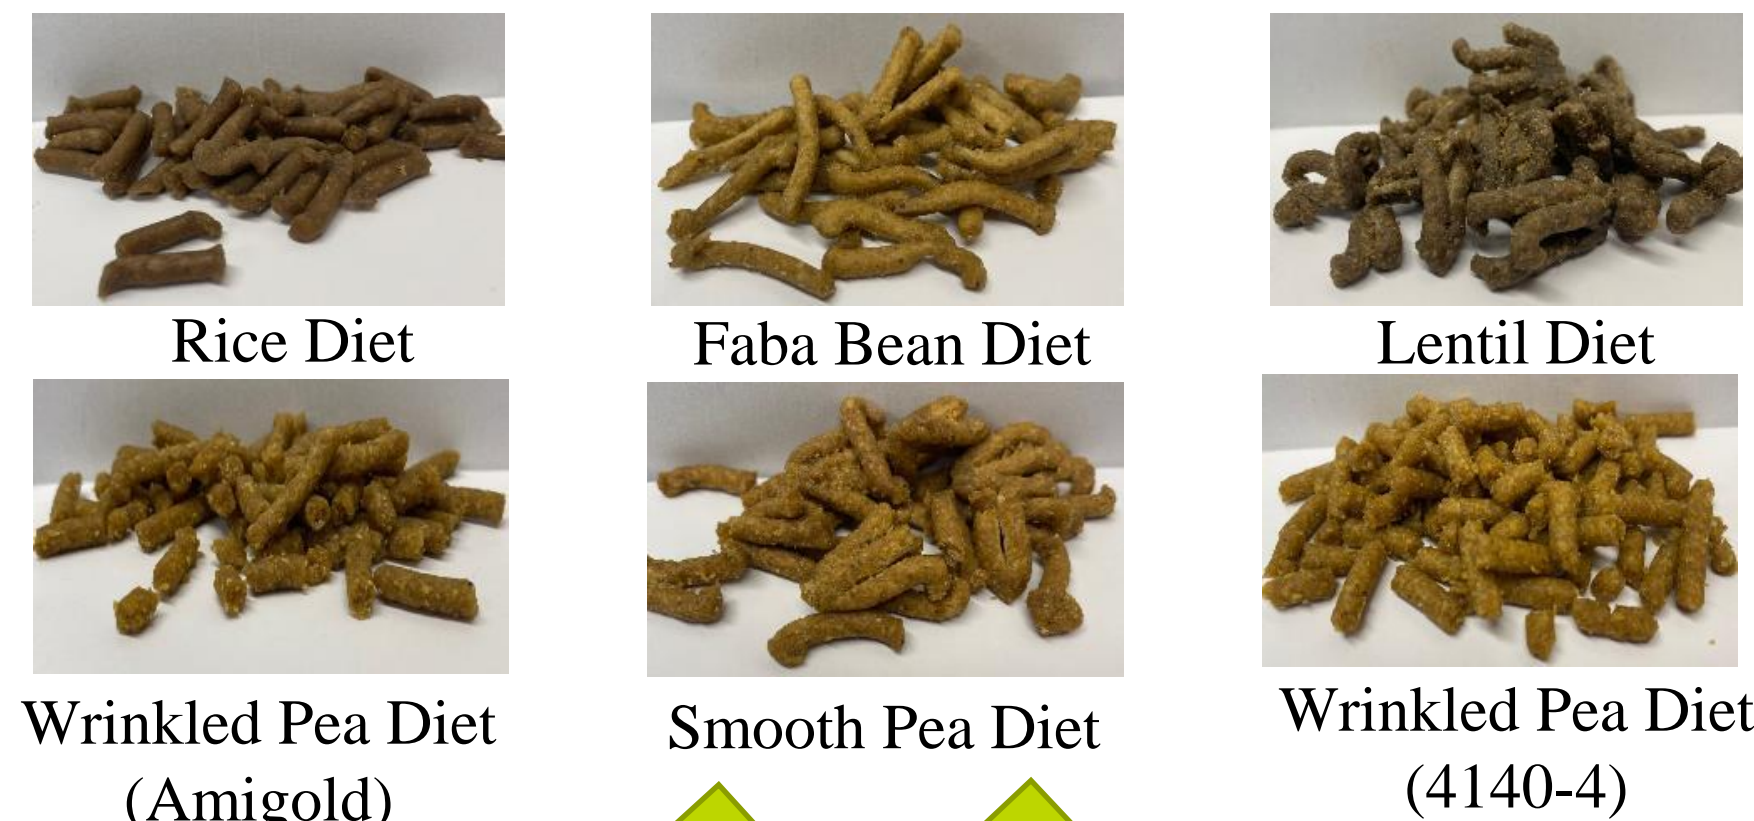 Rice Diet
Faba Bean Diet
Lentil Diet
Wrinkled Pea Diet
(Amigold)
Smooth Pea Diet
Wrinkled Pea Diet
(4140-4)